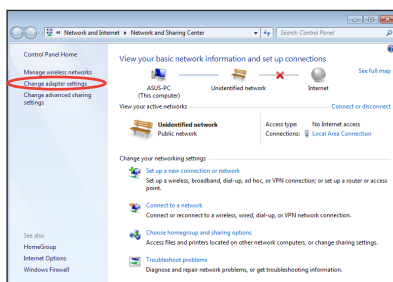 Network and Internet
Network and Sharing Center
Search Control Panel
Control Panel Home
Manage wireless networks
Change adapter settings
Change advanced sharing
settings
View your basic network information and set up connections
See full map
ASUS-PC
(This computer)
Unidentified network
Internet
View your active networks
Connect or disconnect
Unidentified network
Public network
Access type: No Internet access
Connections: Local Area Connection
Change your networking settings
Set up a new connection or network
Set up a wireless, broadband, dial-up, ad hoc, or VPN connection; or set up a router or access
point.
Connect to a network
Connect or reconnect to a wireless, wired, dial-up, or VPN network connection.
Choose homegroup and sharing options
Access files and printers located on other network computers, or change sharing settings.
Troubleshoot problems
Diagnose and repair network problems, or get troubleshooting information.
See also
HomeGroup
Internet Options
Windows Firewall